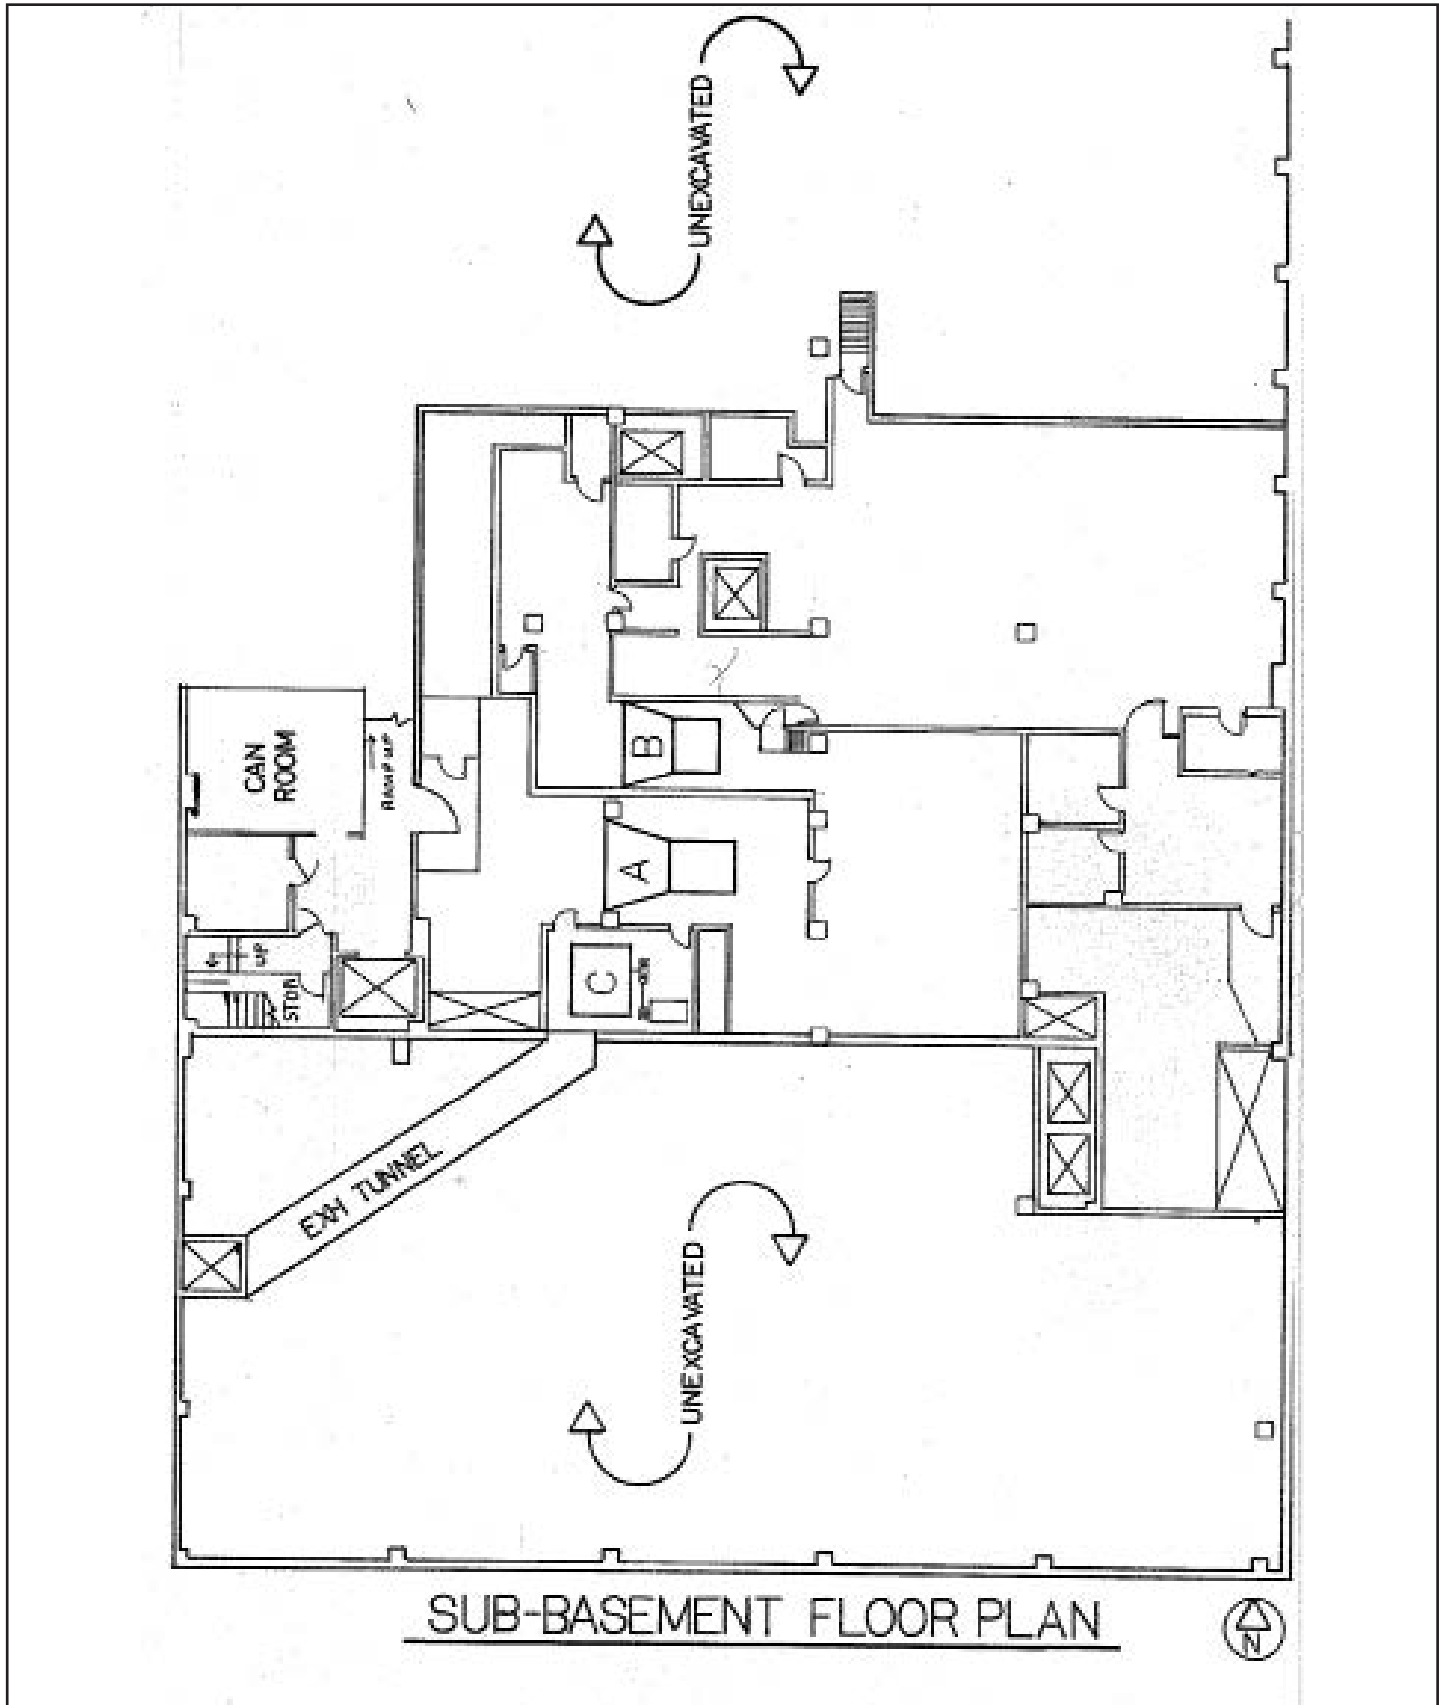 UNEXCAVATED
B
CAN
ROOM
RAMP UP
A
UP
C
STOR
EXH TUNNEL
UNEXCAVATED
SUB-BASEMENT FLOOR PLAN
N